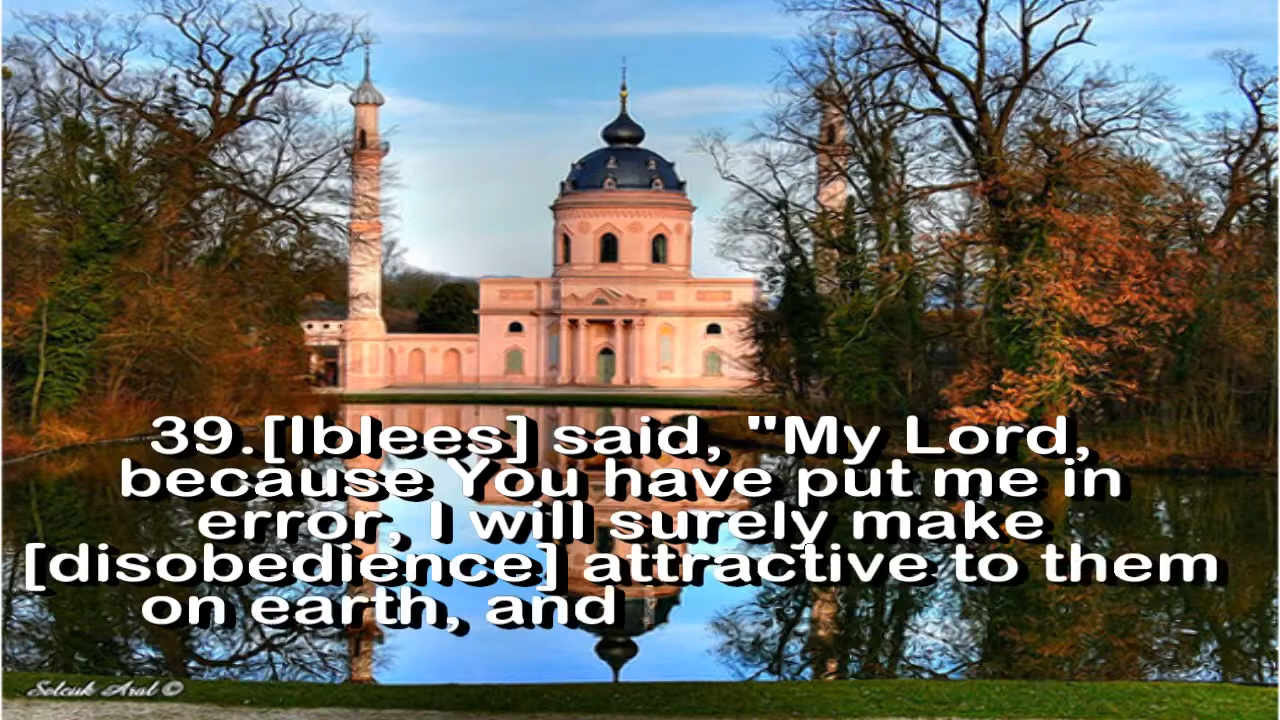 39.[Iblees] said, "My Lord,
because You have put me in
error, I will surely make
[disobedience] attractive to them
on earth, and
Selcuk Aral ©